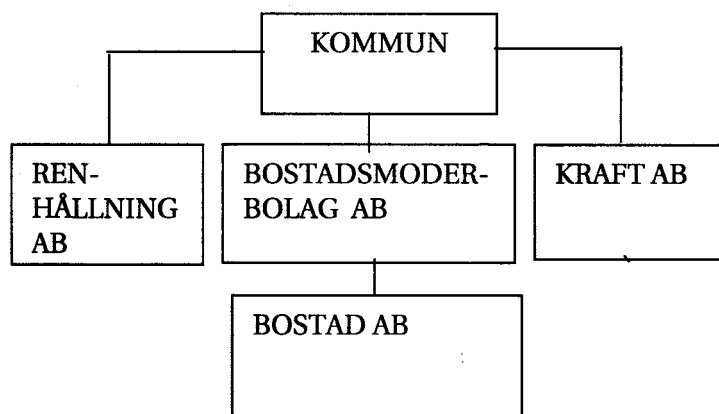 KOMMUN
REN-
HÅLLNING
AB
BOSTADSMODER-
BOLAG AB
KRAFT AB
BOSTAD AB